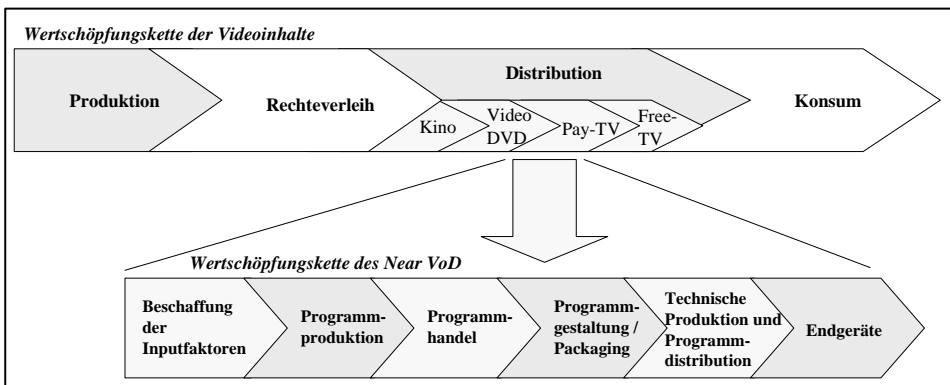 Wertschöpfungskette der Videoinhalte
Produktion
Rechteverleih
Distribution
Kino
Video
DVD
Pay-TV
Free-
TV
Konsum
Wertschöpfungskette des Near VoD
Beschaffung
der
Inputfaktoren
Programm-
produktion
Programm-
handel
Programm-
gestaltung /
Packaging
Technische
Produktion und
Programm-
distribution
Endgeräte